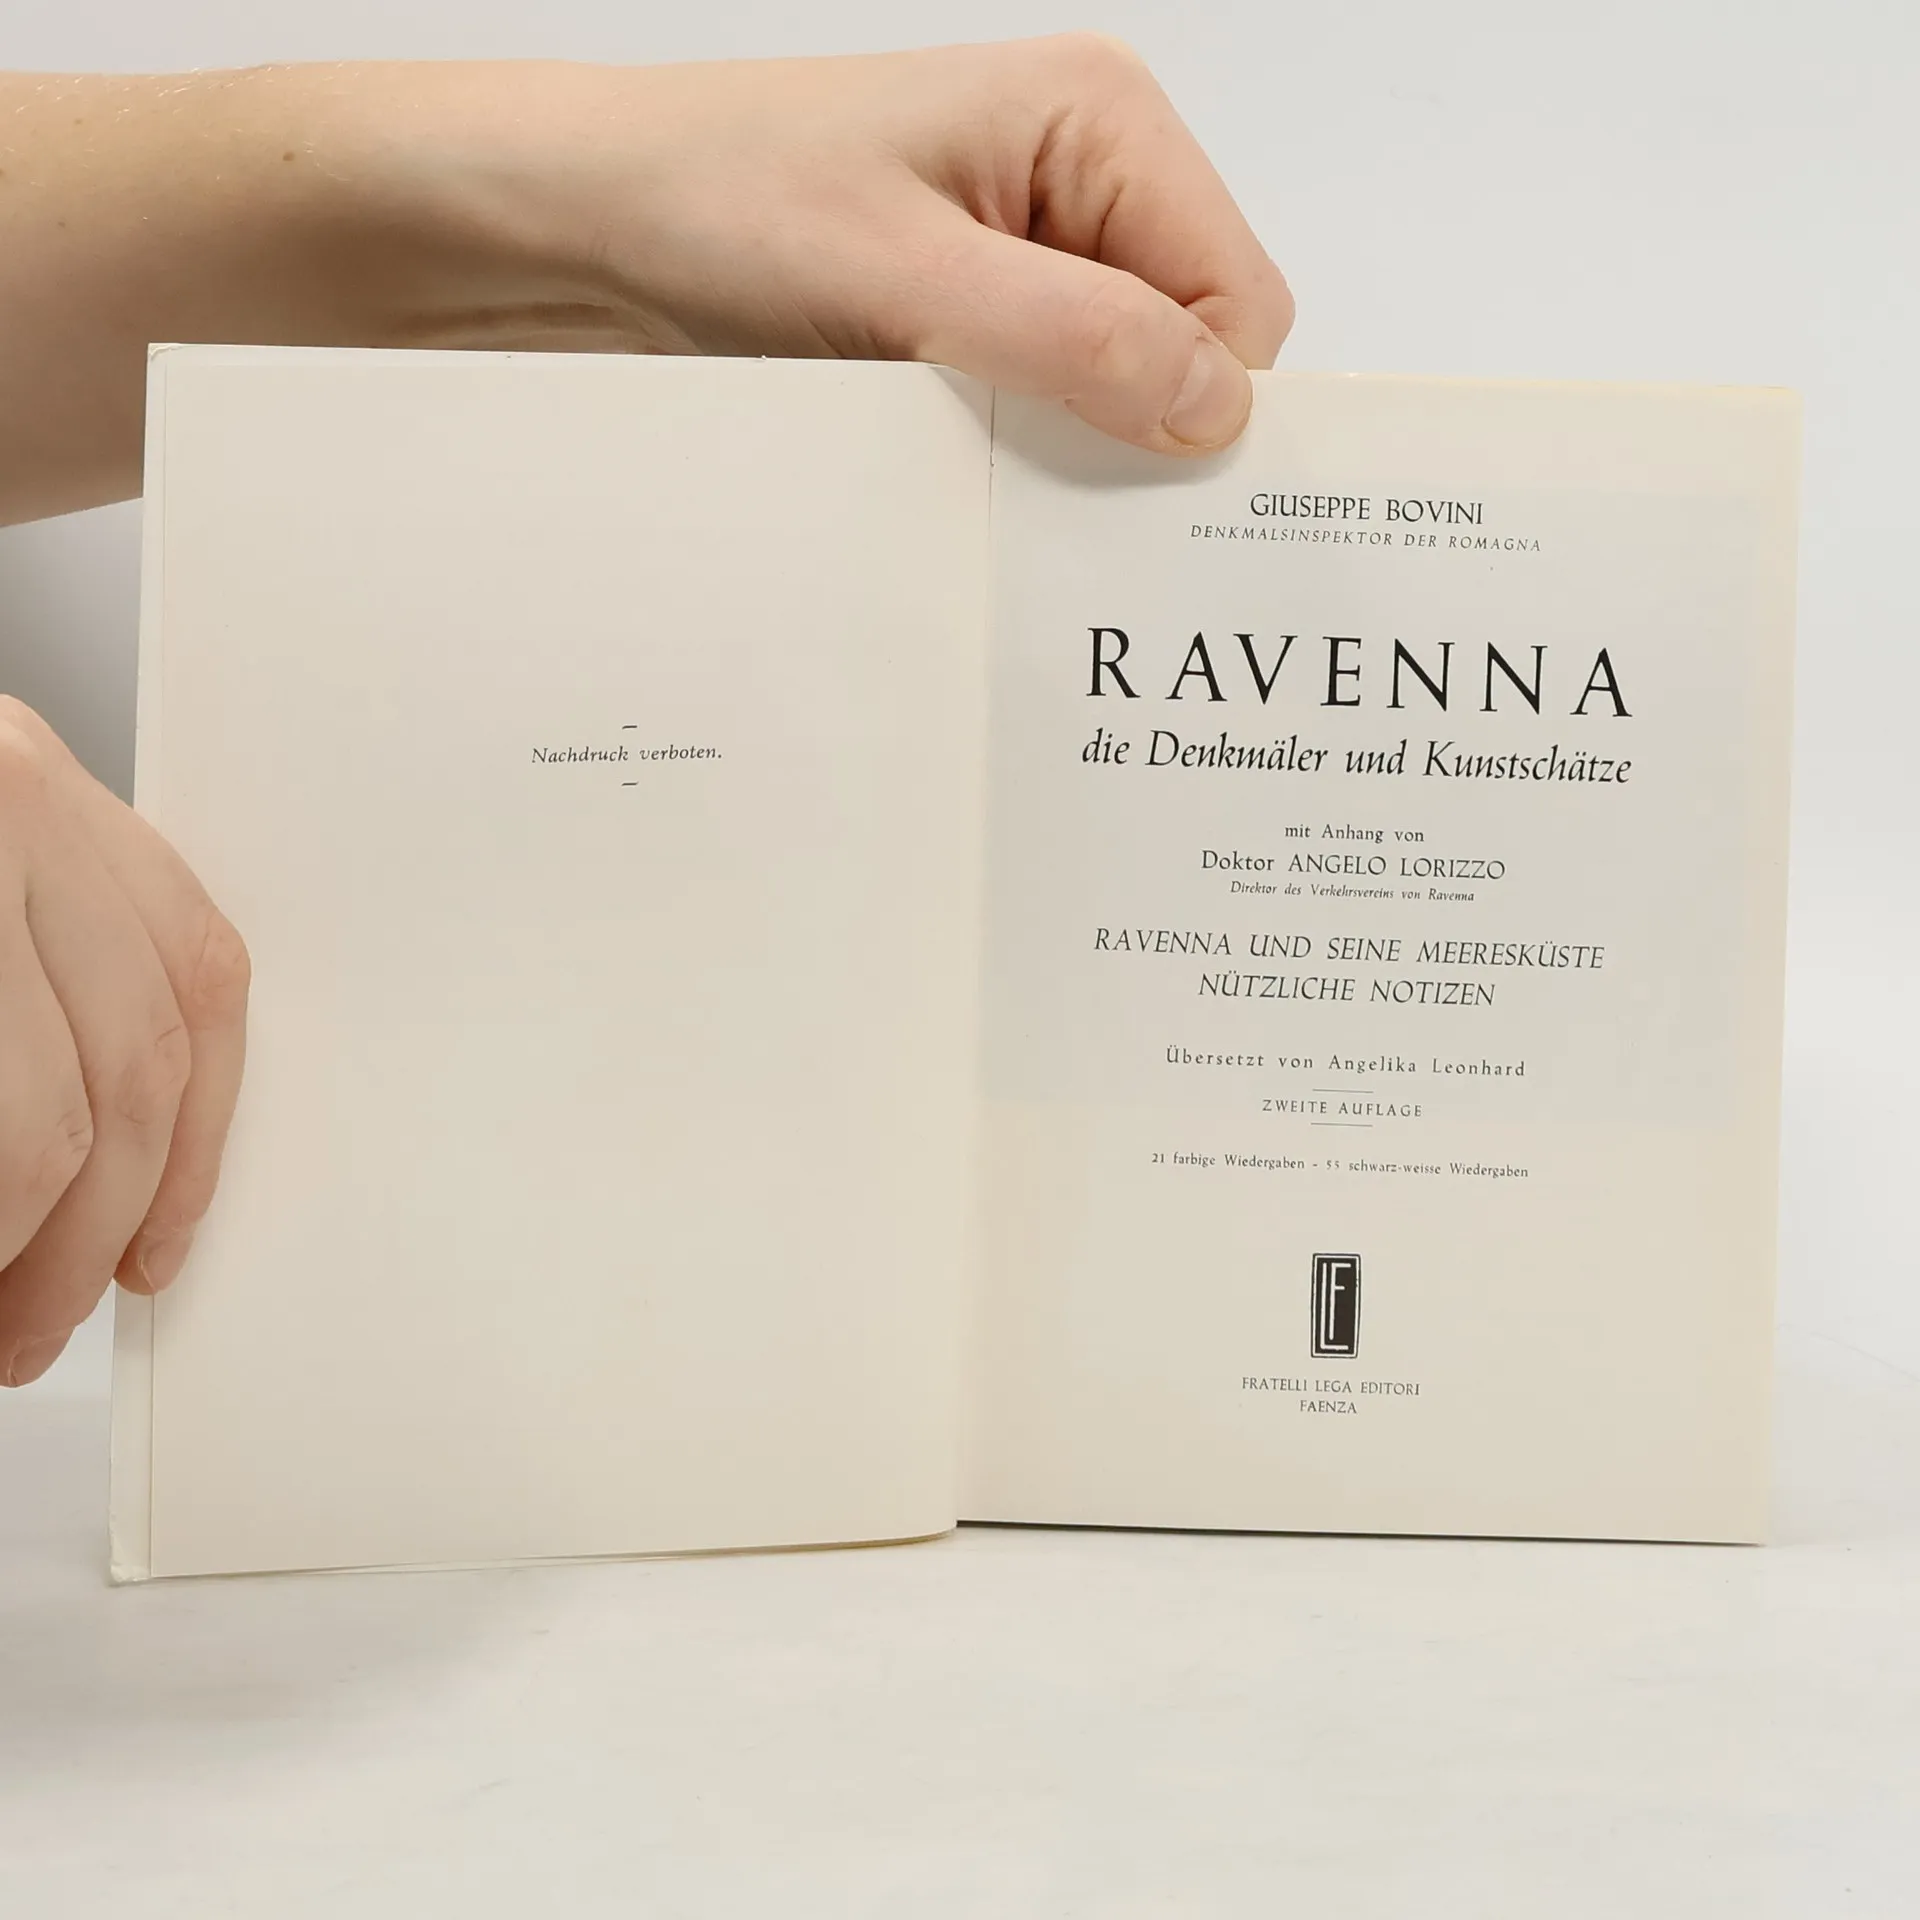 Nachdruck verboten.
GIUSEPPE BOVINI
DENKMALSINSPEKTOR DER ROMAGNA
RAVENNA
die Denkmäler und Kunstschätze
mit Anhang von
Doktor ANGELO LORIZZO
Direktor des Verkehrsvereins von Ravenna
RAVENNA UND SEINE MEERESKÜSTE
NÜTZLICHE NOTIZEN
Übersetzt von Angelika Leonhard
ZWEITE AUFLAGE
21 farbige Wiedergaben - 55 schwarz-weisse Wiedergaben
LF
FRATELLI LEGA EDITORI
FAENZA